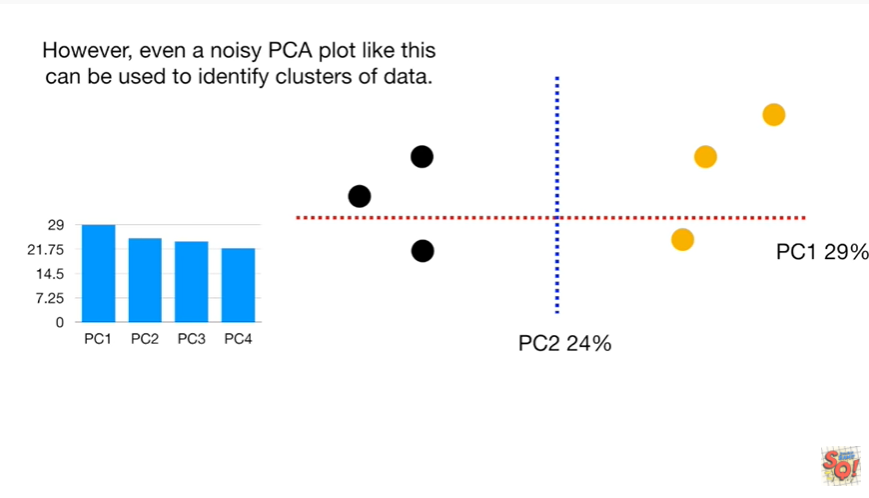 However, even a noisy PCA plot like this
can be used to identify clusters of data.
29
21.75
14.5
7.25
0
PC1 PC2 PC3 PC4
PC1 29%
PC2 24%
SQ!